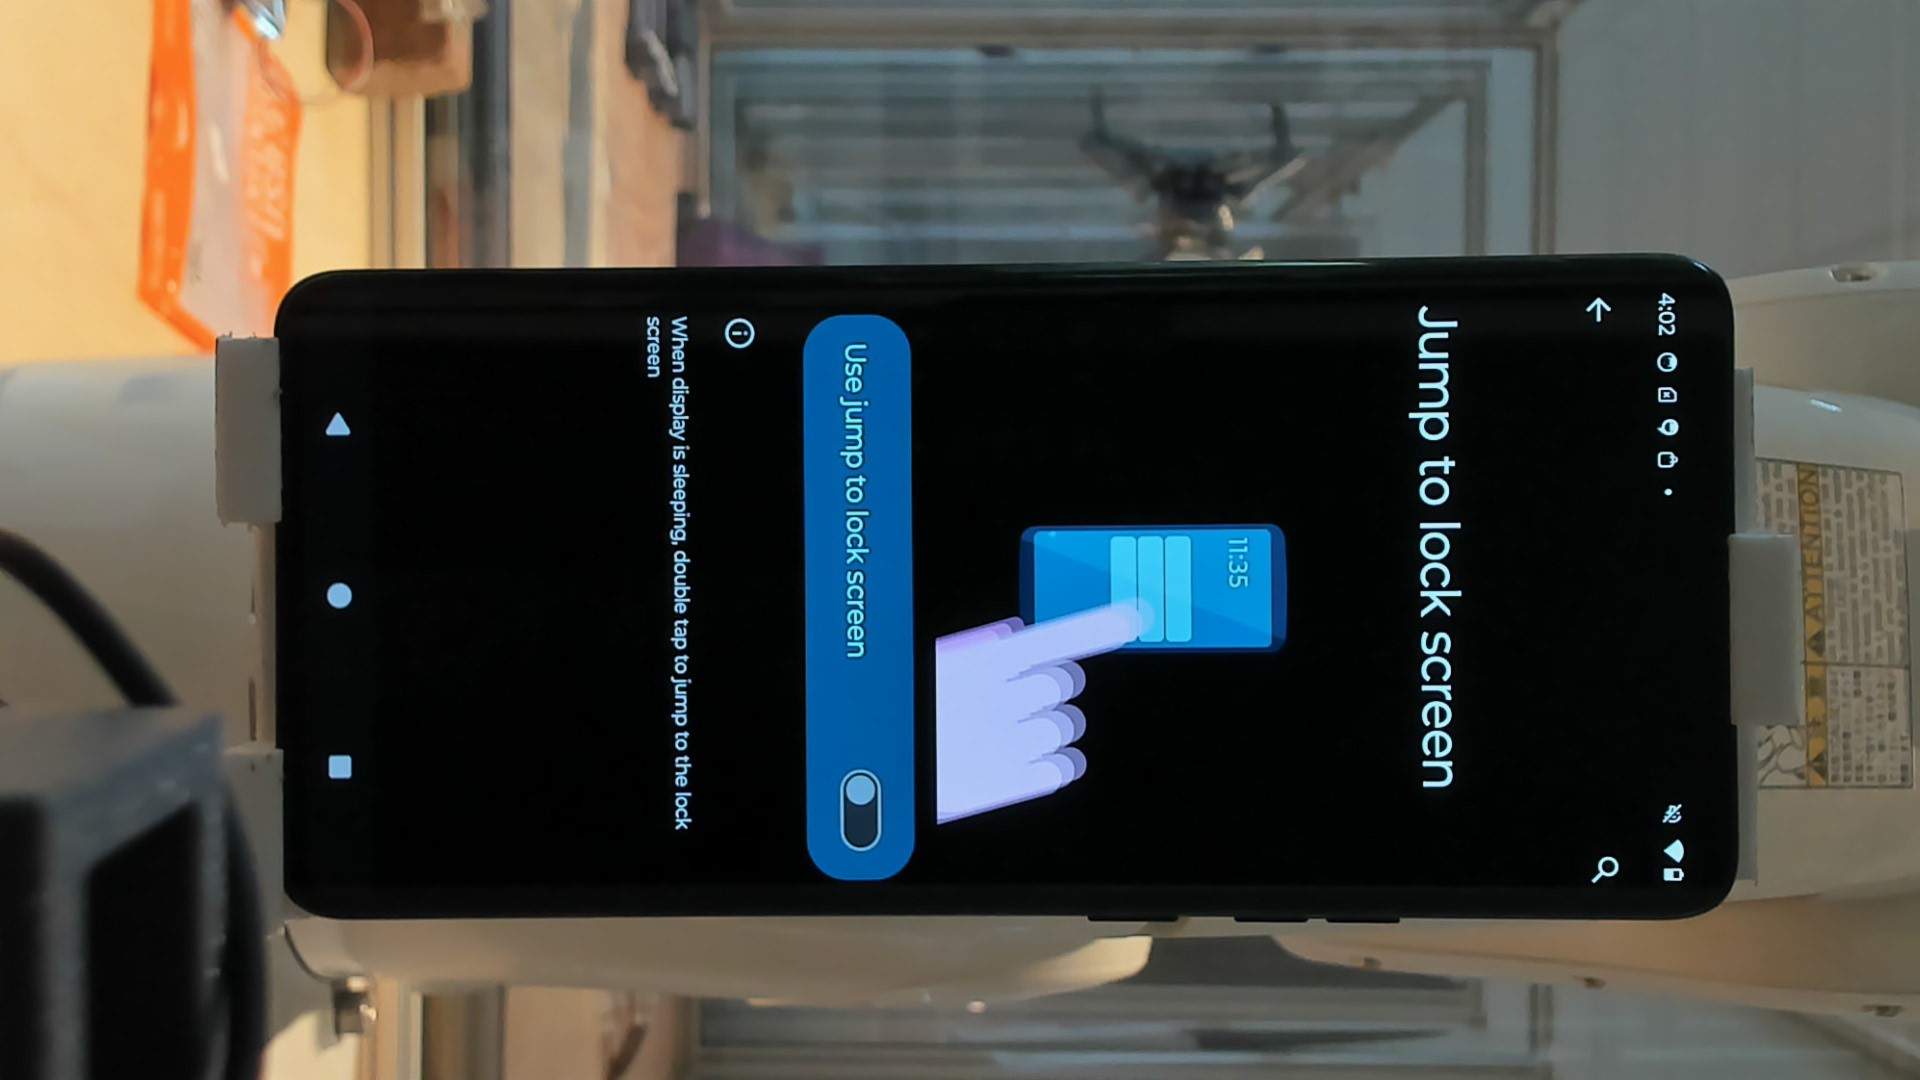 4:02
Jump to lock screen
11:35
Use jump to lock screen
When display is sleeping, double tap to jump to the lock
screen
ATTENTION